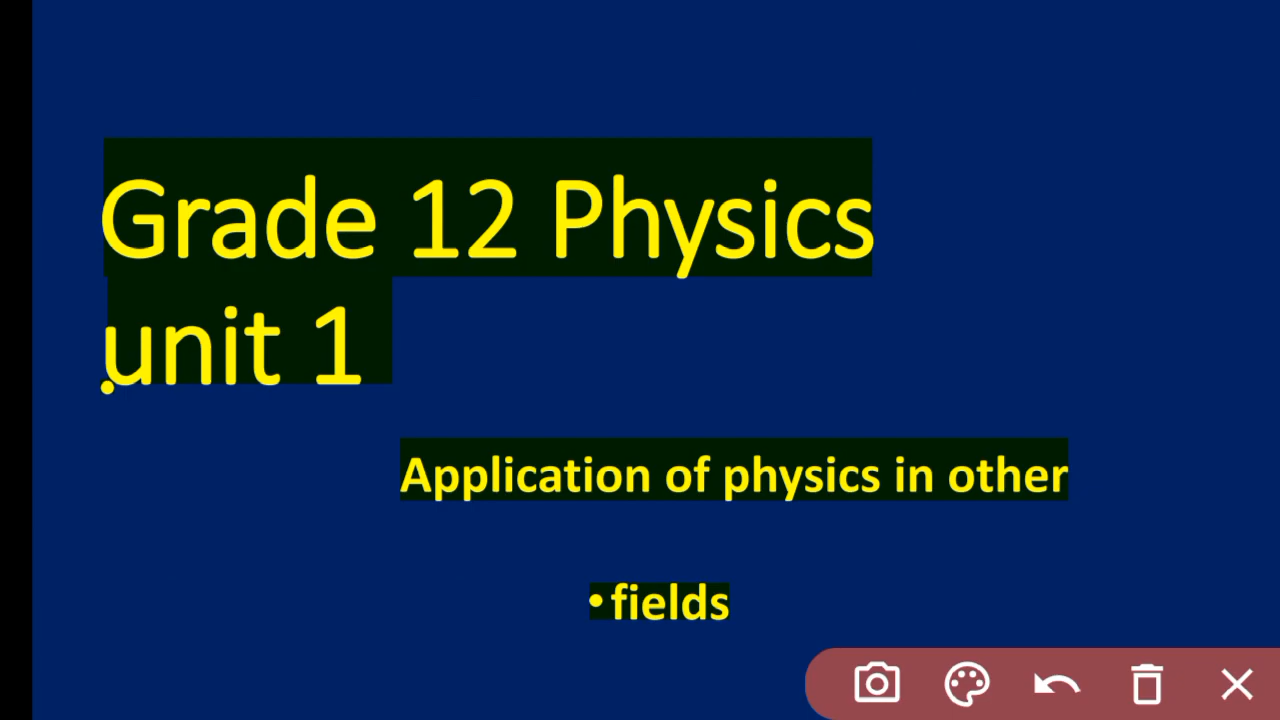 Grade 12 Physics
unit 1
Application of physics in other
• fields